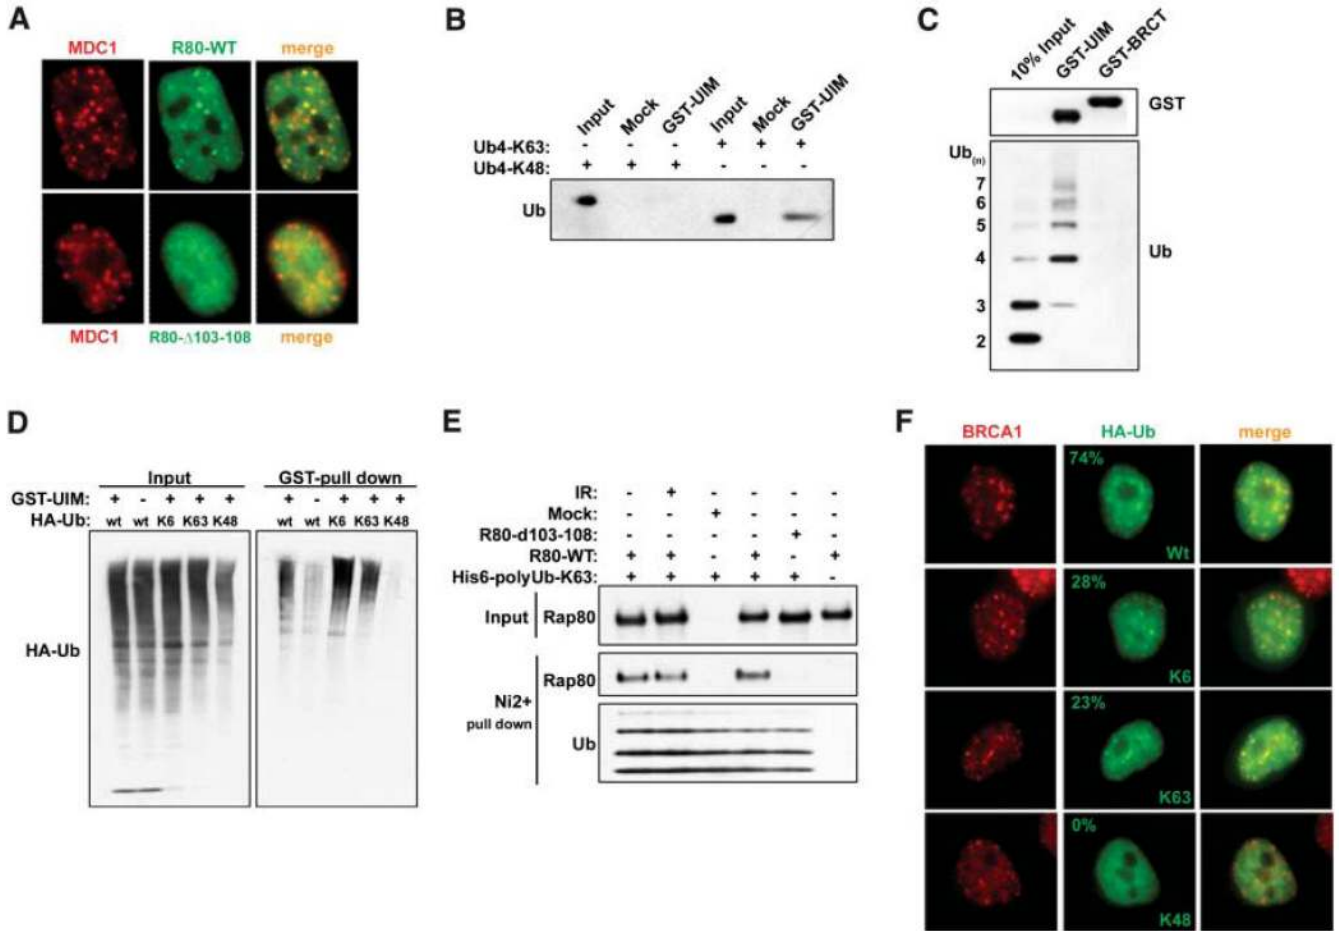 A
MDC1 R80-WT merge
MDC1 R80-Δ103-108 merge
B
Input Mock GST-UIM Input Mock GST-UIM
Ub4-K63: - - - + + +
Ub4-K48: + + + - - -
Ub
C
10% Input GST-UIM GST-BRCT
GST
Ub(n)
7
6
5
4
3
2
Ub
D
Input GST-pull down
GST-UIM: + - + + + + - + + +
HA-Ub: wt wt K6 K63 K48 wt wt K6 K63 K48
HA-Ub
E
IR: - + - - - -
Mock: - - + - - -
R80-d103-108: - - - - + -
R80-WT: + + - + - +
His6-polyUb-K63: + + + + + -
Input Rap80
Ni2+ pull down
Rap80
Ub
F
BRCA1 HA-Ub merge
74%
Wt
28%
K6
23%
K63
0%
K48